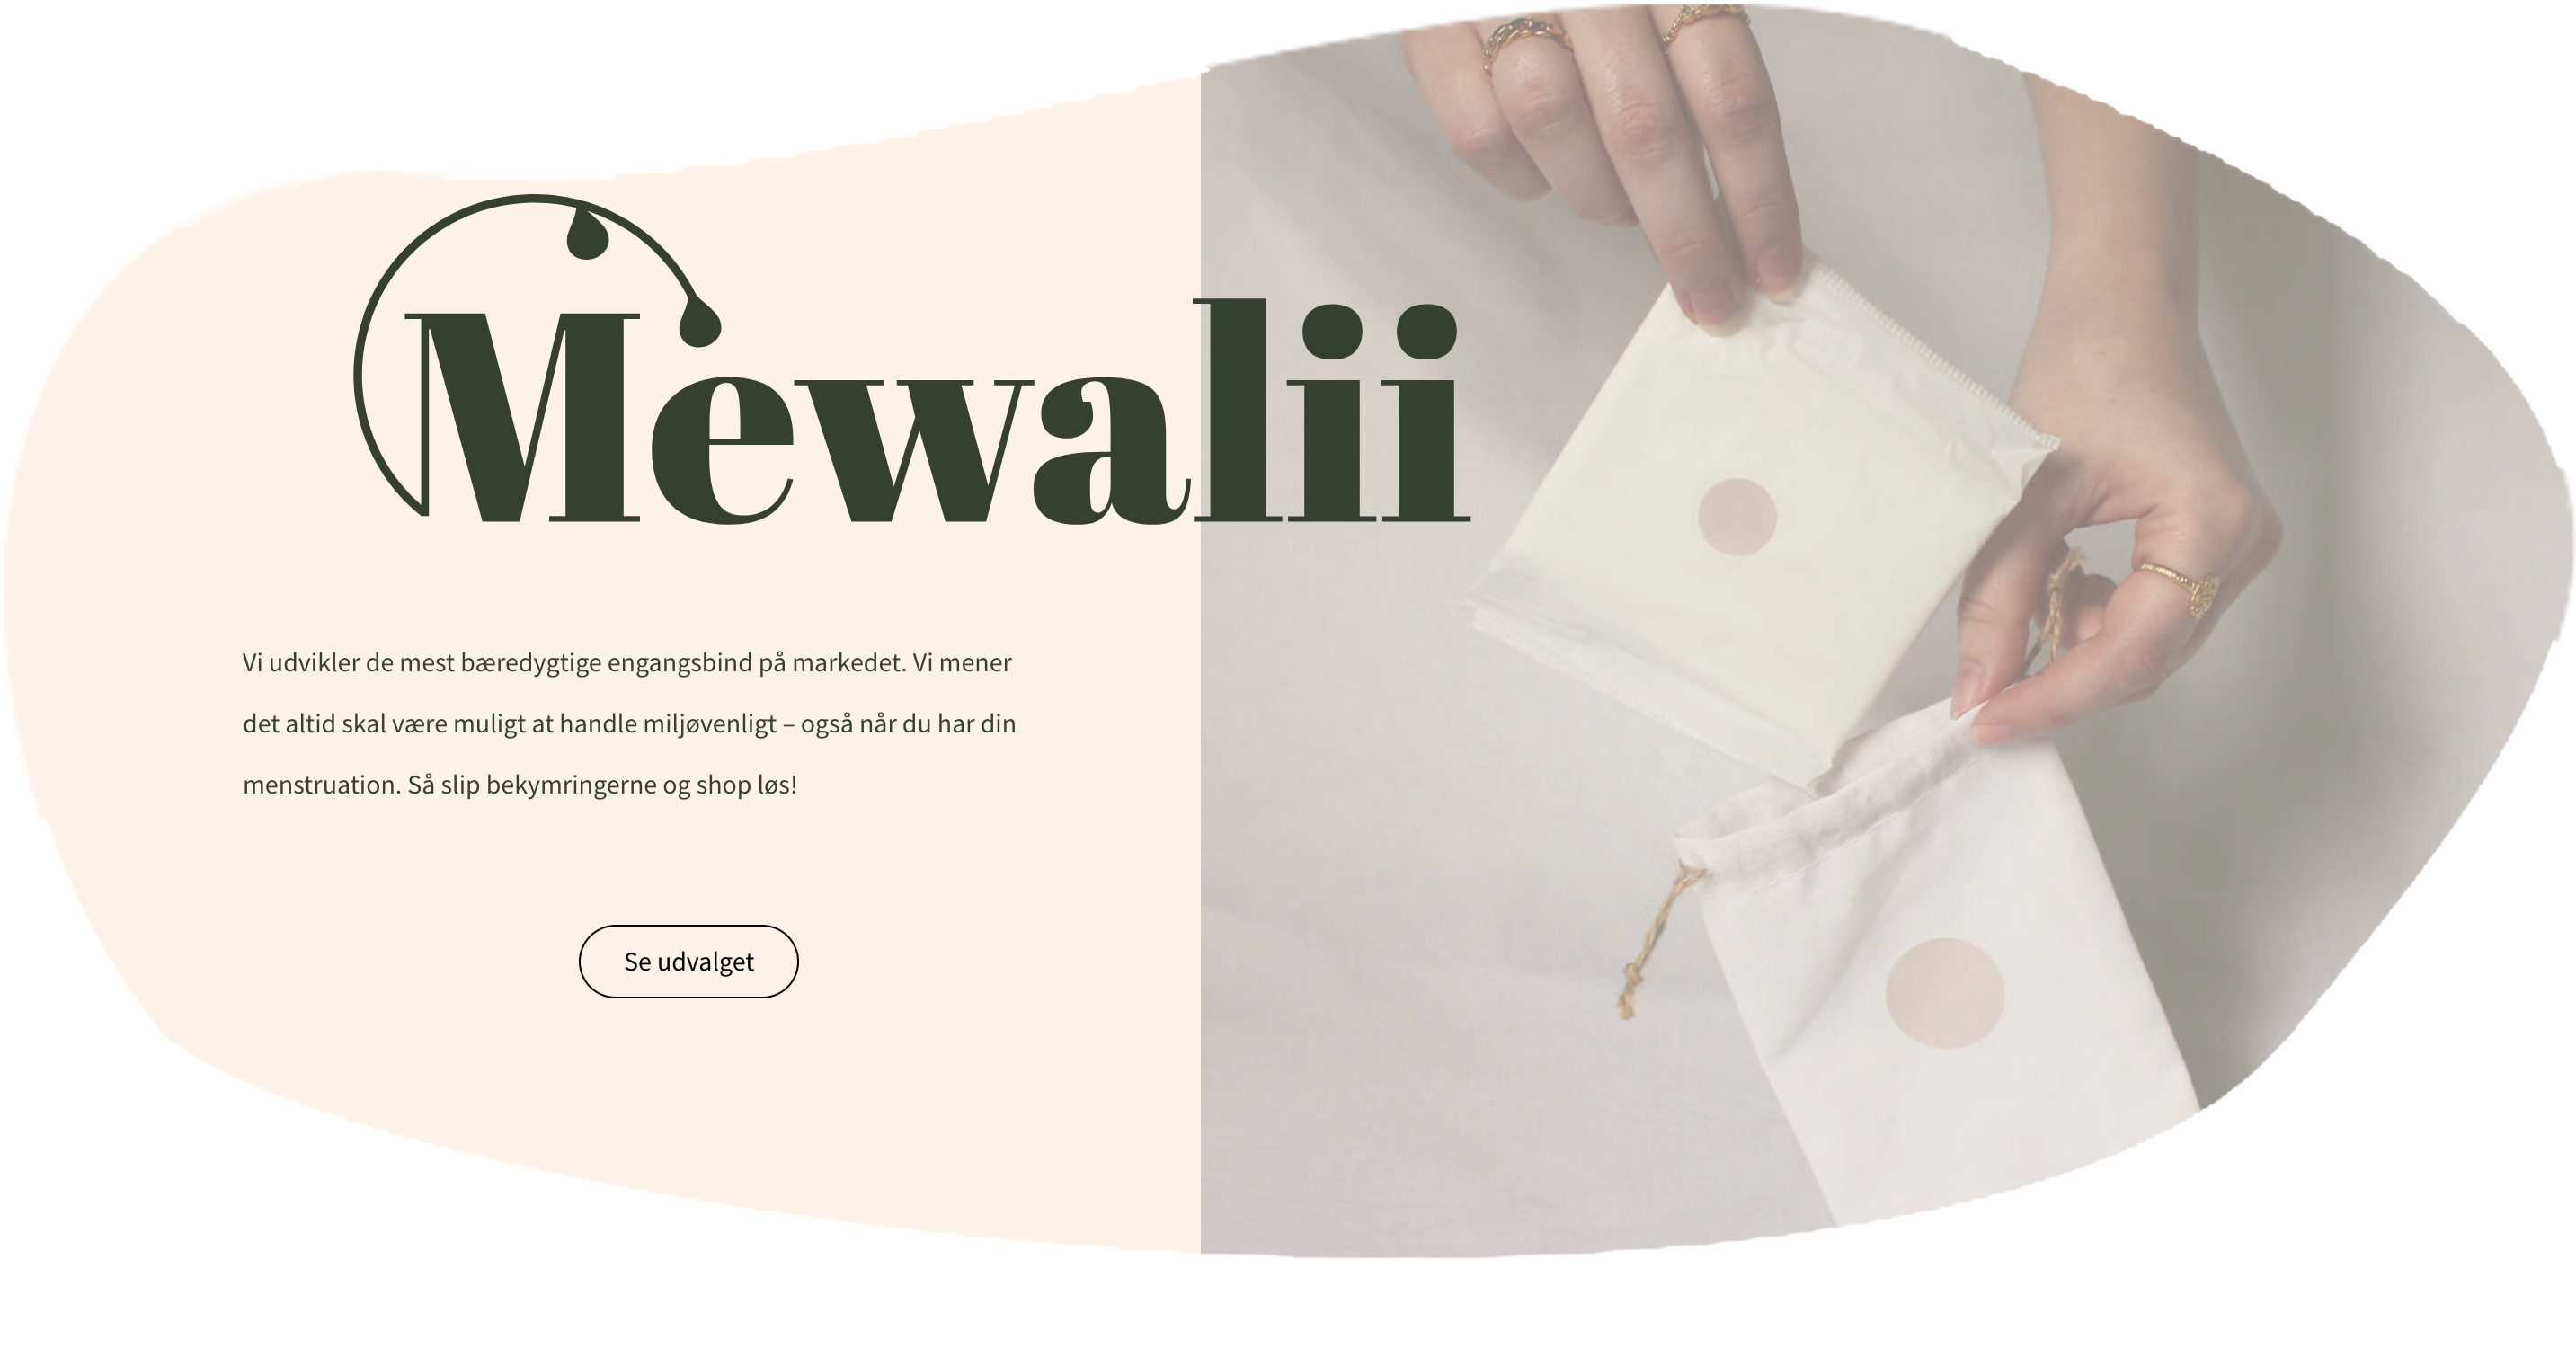 Mewalii
Vi udvikler de mest bæredygtige engangsbind på markedet. Vi mener
det altid skal være muligt at handle miljøvenligt – også når du har din
menstruation. Så slip bekymringerne og shop løs!
Se udvalget